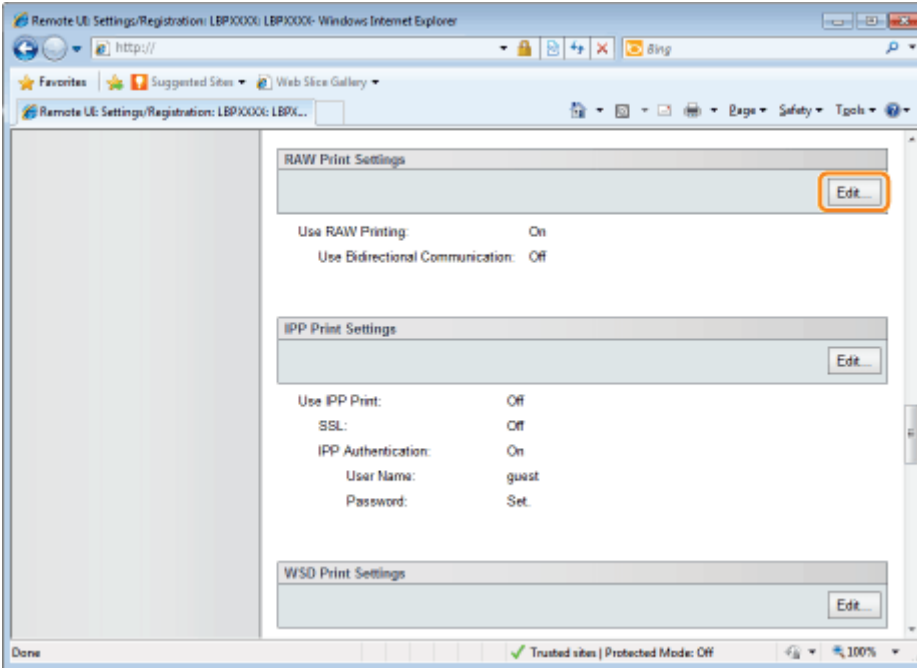 Remote UI: Settings/Registration: LBPXXXX: LBPXXXX- Windows Internet Explorer
http://
Bing
Favorites Suggested Sites Web Slice Gallery
Remote UI: Settings/Registration: LBPXXXX: LBPX...
Page Safety Tools
RAW Print Settings
Edit...
Use RAW Printing: On
Use Bidirectional Communication: Off
IPP Print Settings
Edit...
Use IPP Print: Off
SSL: Off
IPP Authentication: On
User Name: guest
Password: Set.
WSD Print Settings
Edit...
Done Trusted sites | Protected Mode: Off 100%